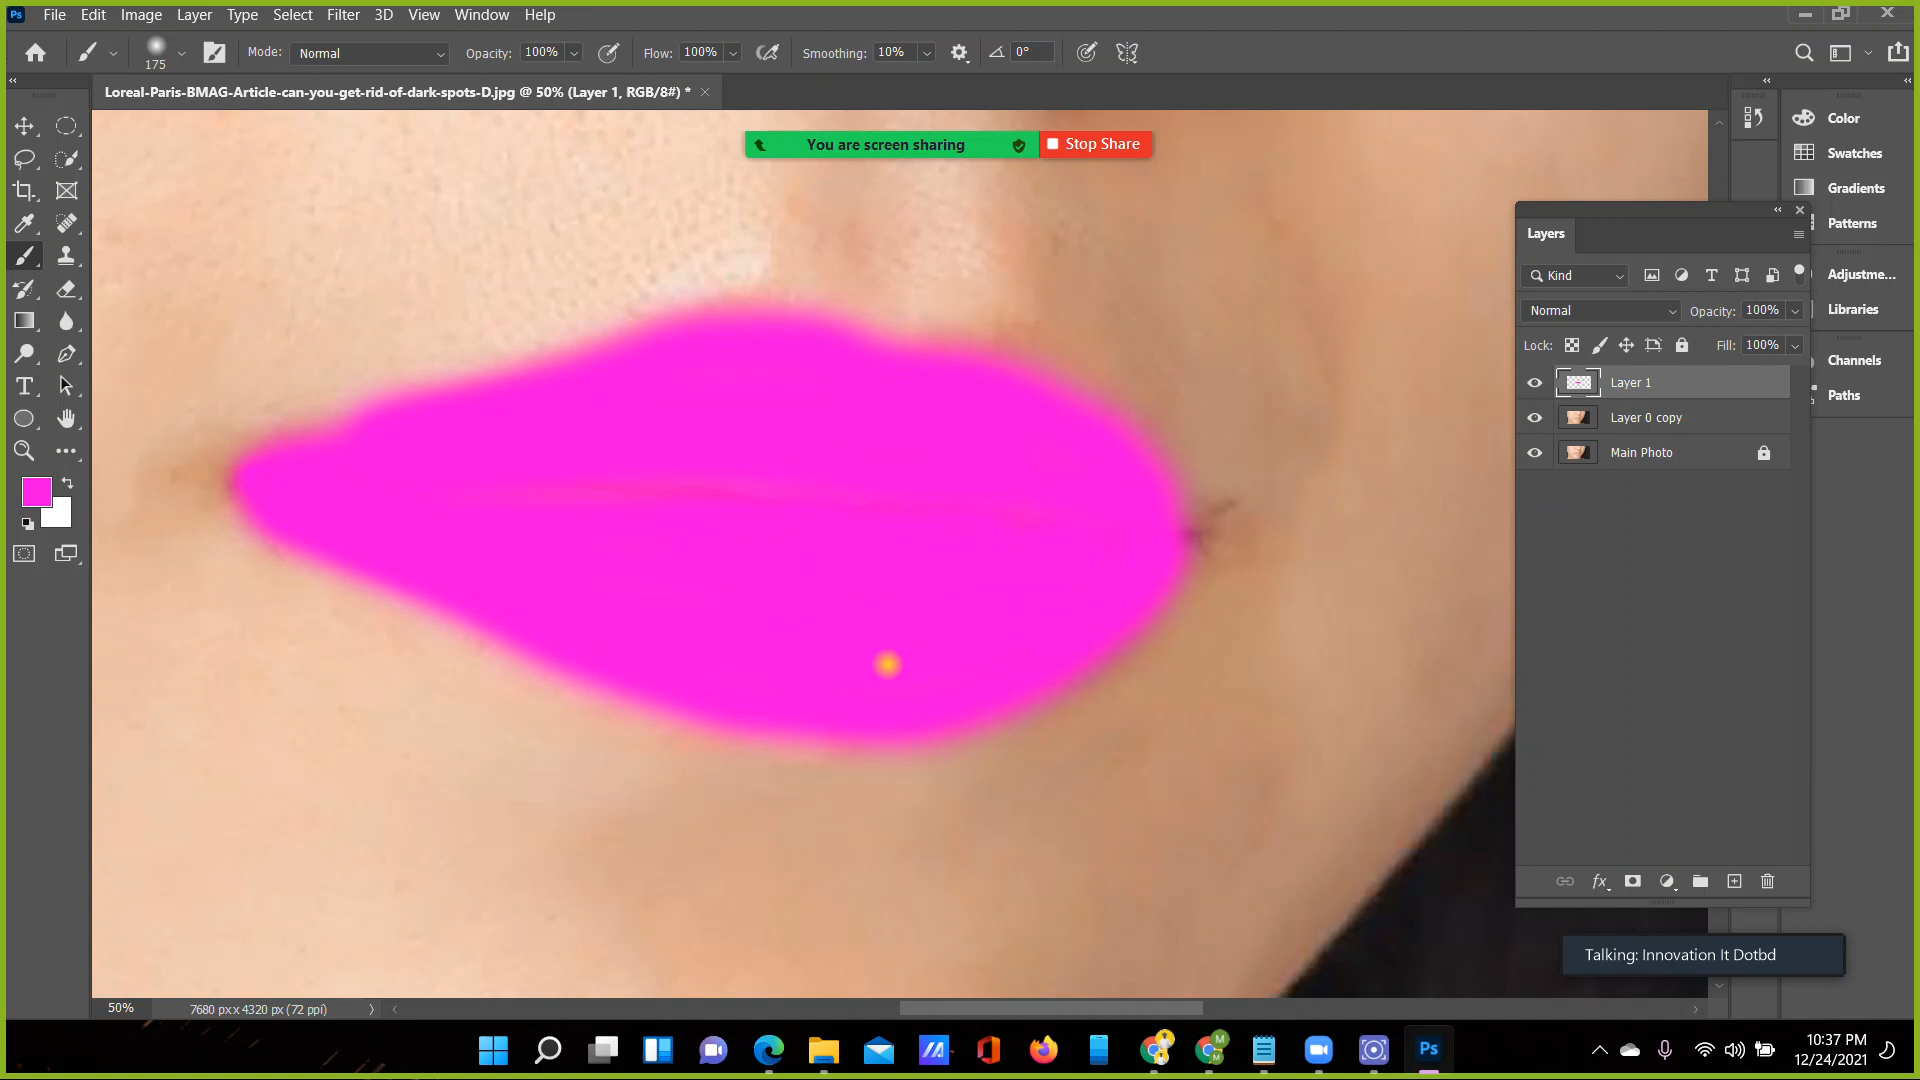 Ps File Edit Image Layer Type Select Filter 3D View Window Help
175 Mode: Normal Opacity: 100% Flow: 100% Smoothing: 10% 0°
Loreal-Paris-BMAG-Article-can-you-get-rid-of-dark-spots-D.jpg @ 50% (Layer 1, RGB/8#) *
You are screen sharing Stop Share
Color
Swatches
Gradients
Patterns
Adjustme...
Libraries
Channels
Paths
Layers
Kind
Normal Opacity: 100%
Lock: Fill: 100%
Layer 1
Layer 0 copy
Main Photo
fx
Talking: Innovation It Dotbd
50% 7680 px x 4320 px (72 ppi)
Ps
10:37 PM
12/24/2021